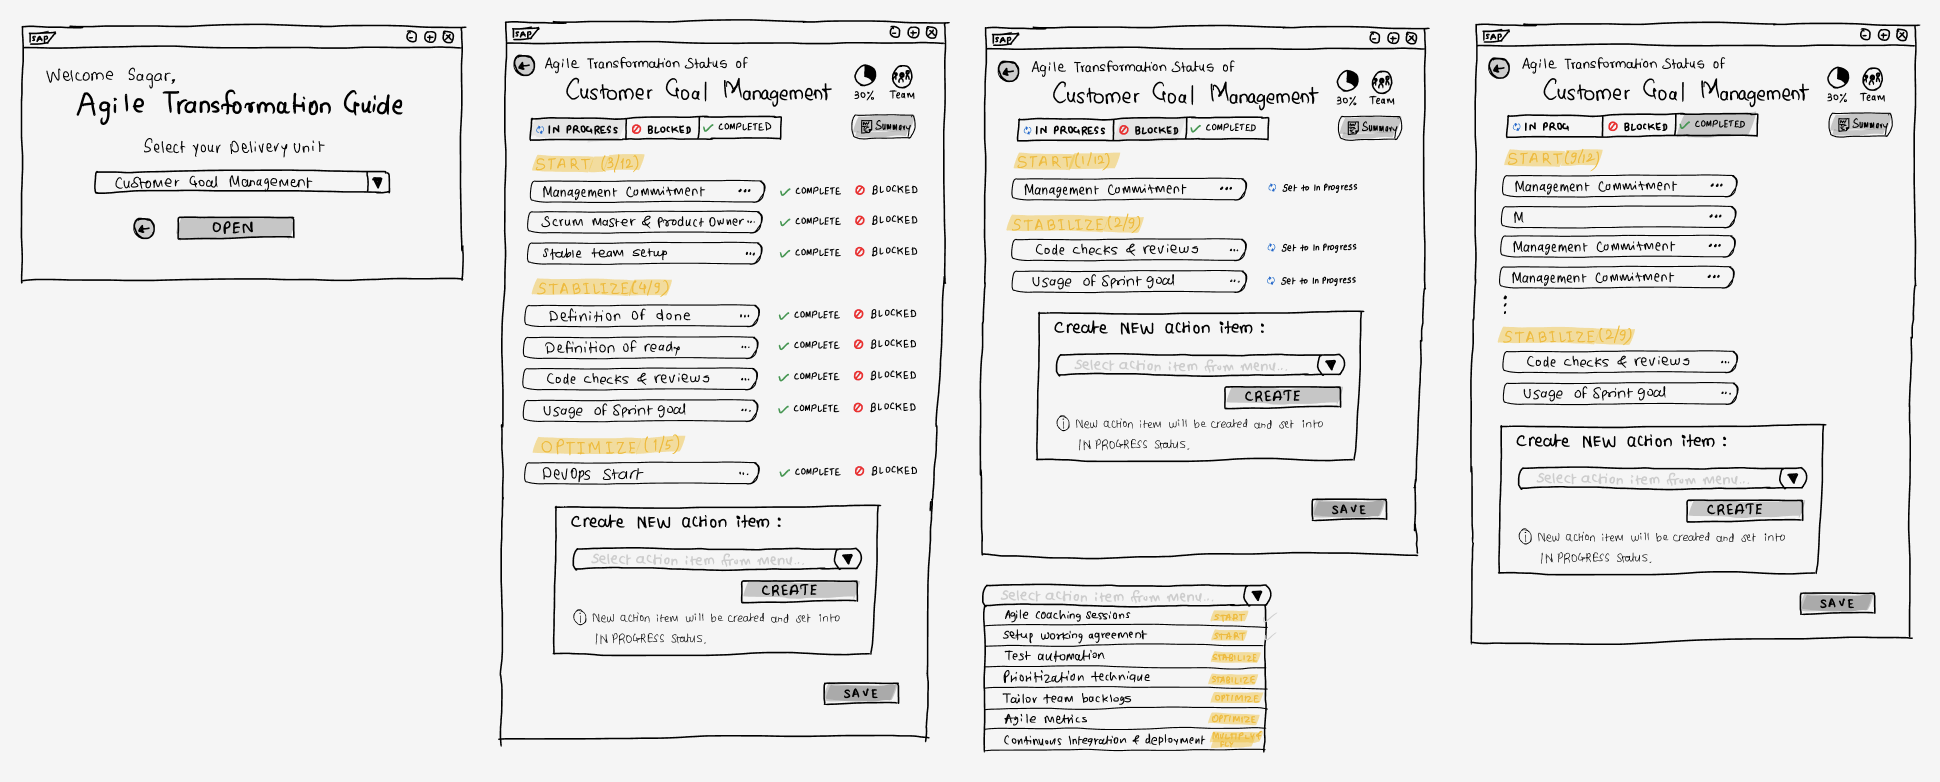 SAP
Welcome Sagar,
Agile Transformation Guide
Select your Delivery Unit
Customer Goal Management
OPEN
SAP
Agile Transformation Status of
Customer Goal Management
30% Team
IN PROGRESS BLOCKED COMPLETED
Summary
START (3/12)
Management Commitment ... COMPLETE BLOCKED
Scrum Master & Product Owner... COMPLETE BLOCKED
Stable team setup ... COMPLETE BLOCKED
STABILIZE(4/9)
Definition of done ... COMPLETE BLOCKED
Definition of ready ... COMPLETE BLOCKED
Code checks & reviews ... COMPLETE BLOCKED
Usage of Sprint goal ... COMPLETE BLOCKED
OPTIMIZE (1/5)
DevOps Start ... COMPLETE BLOCKED
Create NEW action item :
Select action item from menu...
CREATE
i New action item will be created and set into
IN PROGRESS Status.
SAVE
SAP
Agile Transformation Status of
Customer Goal Management
30% Team
IN PROGRESS BLOCKED COMPLETED
Summary
START(1/12)
Management Commitment ... Set to In Progress
STABILIZE(2/9)
Code checks & reviews ... Set to In Progress
Usage of Sprint goal ... Set to In Progress
Create NEW action item :
Select action item from menu...
CREATE
i New action item will be created and set into
IN PROGRESS Status.
SAVE
Select action item from menu...
Agile coaching sessions START
Setup working agreement START
Test automation STABILIZE
Prioritization technique STABILIZE
Tailor team backlogs OPTIMIZE
Agile metrics OPTIMIZE
Continuous Integration & deployment
SAP
Agile Transformation Status of
Customer Goal Management
30% Team
IN PROG BLOCKED COMPLETED
Summary
START(9/12)
Management Commitment ...
M ...
Management Commitment ...
Management Commitment ...
STABILIZE(2/9)
Code checks & reviews ...
Usage of Sprint goal ...
Create NEW action item :
Select action item from menu...
CREATE
i New action item will be created and set into
IN PROGRESS Status.
SAVE